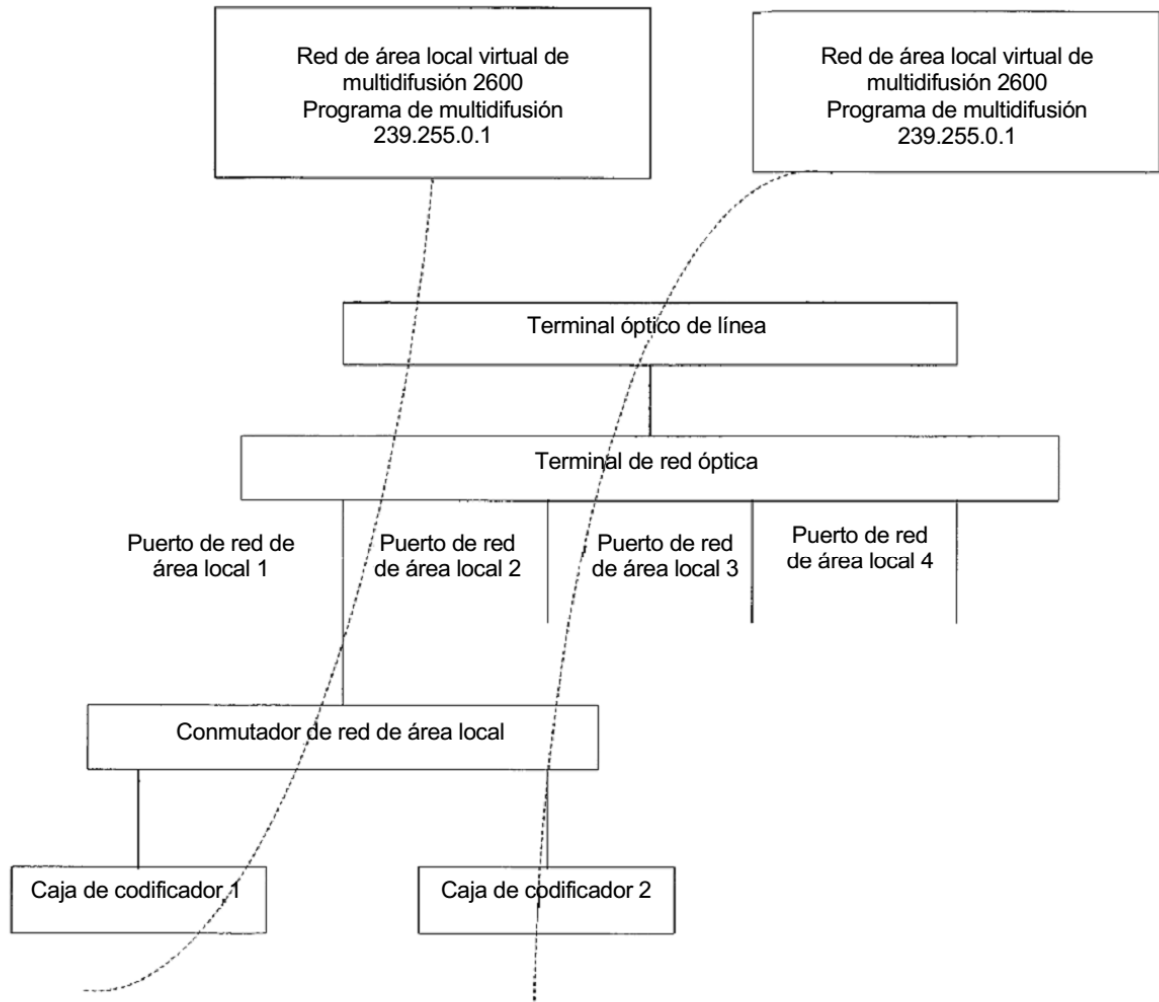 Red de área local virtual de
multidifusión 2600
Programa de multidifusión
239.255.0.1
Red de área local virtual de
multidifusión 2600
Programa de multidifusión
239.255.0.1
Terminal óptico de línea
Terminal de red óptica
Puerto de red de
área local 1
Puerto de red
de área local 2
Puerto de red
de área local 3
Puerto de red
de área local 4
Conmutador de red de área local
Caja de codificador 1
Caja de codificador 2